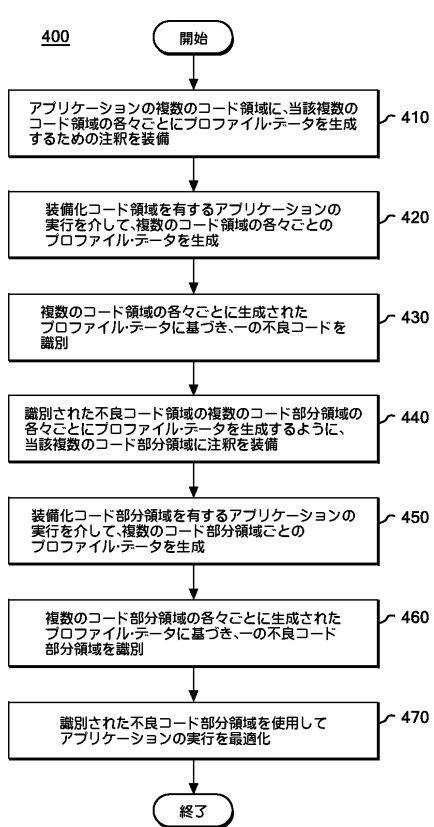 400
開始
アプリケーションの複数のコード領域に、当該複数の
コード領域の各々ごとにプロファイル・データを生成
するための注釈を装備
410
装備化コード領域を有するアプリケーションの
実行を介して、複数のコード領域の各々ごとの
プロファイル・データを生成
420
複数のコード領域の各々ごとに生成された
プロファイル・データに基づき、一の不良コードを
識別
430
識別された不良コード領域の複数のコード部分領域の
各々ごとにプロファイル・データを生成するように、
当該複数のコード部分領域に注釈を装備
440
装備化コード部分領域を有するアプリケーションの
実行を介して、複数のコード部分領域ごとの
プロファイル・データを生成
450
複数のコード部分領域の各々ごとに生成された
プロファイル・データに基づき、一の不良コード
部分領域を識別
460
識別された不良コード部分領域を使用して
アプリケーションの実行を最適化
470
終了